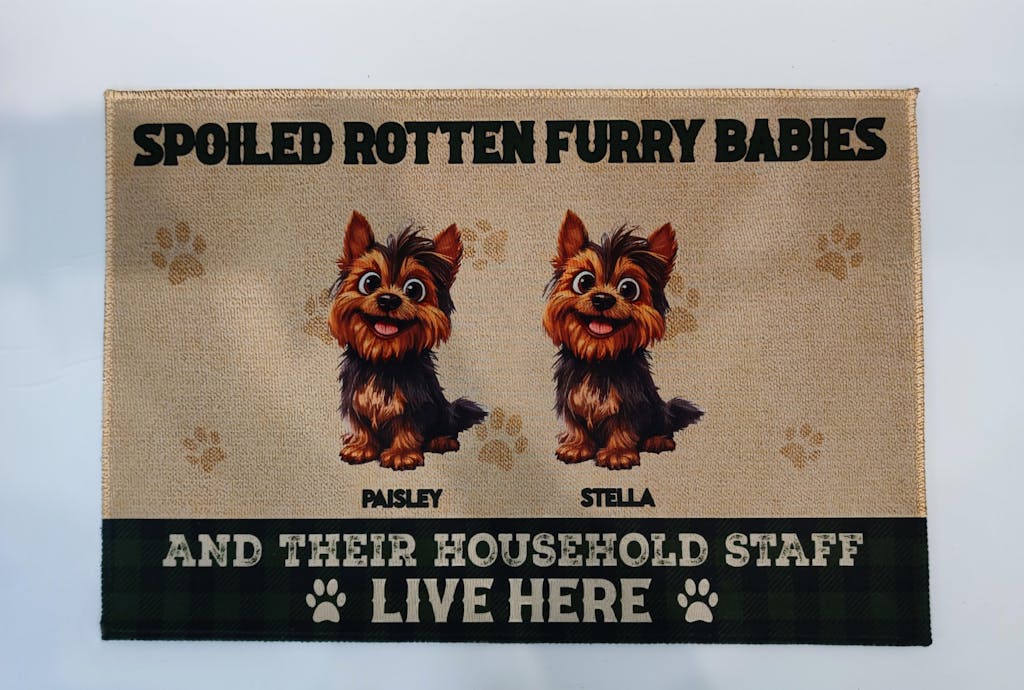 SPOILED ROTTEN FURRY BABIES
PAISLEY STELLA
AND THEIR HOUSEHOLD STAFF
LIVE HERE